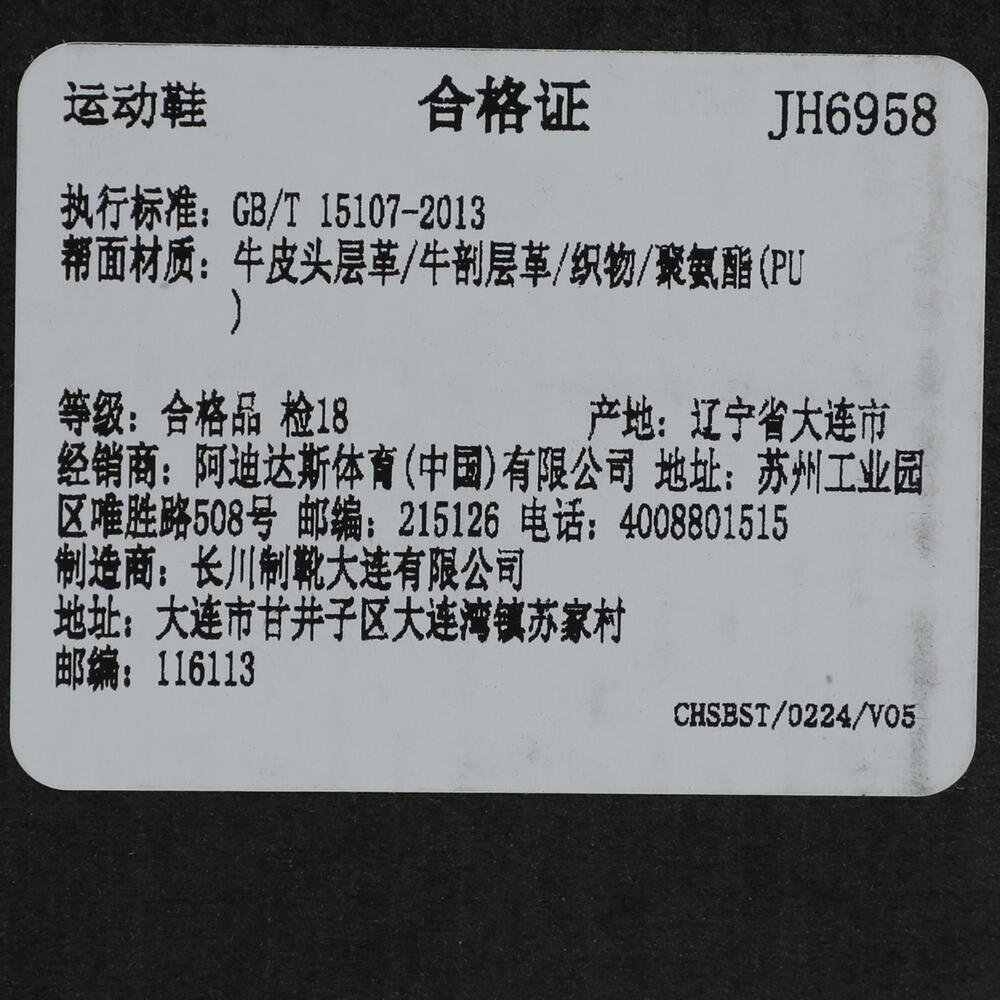 运动鞋 合格证 JH6958
执行标准：GB/T 15107-2013
帮面材质：牛皮头层革/牛剖层革/织物/聚氨酯(PU
)
等级：合格品 检18 产地：辽宁省大连市
经销商：阿迪达斯体育(中国)有限公司 地址：苏州工业园
区唯胜路508号 邮编：215126 电话：4008801515
制造商：长川制靴大连有限公司
地址：大连市甘井子区大连湾镇苏家村
邮编：116113
CHSBST/0224/V05